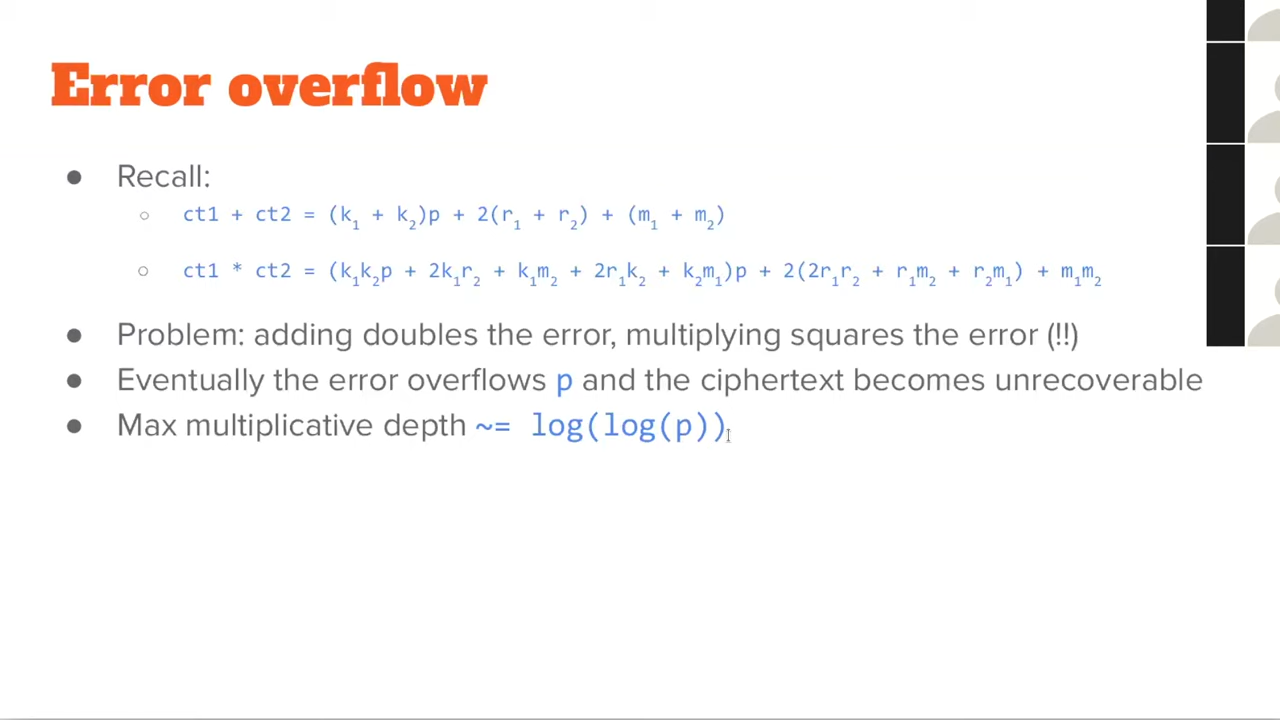 Error overflow
● Recall:
○ ct1 + ct2 = (k₁ + k₂)p + 2(r₁ + r₂) + (m₁ + m₂)
○ ct1 * ct2 = (k₁k₂p + 2k₁r₂ + k₁m₂ + 2r₁k₂ + k₂m₁)p + 2(2r₁r₂ + r₁m₂ + r₂m₁) + m₁m₂
● Problem: adding doubles the error, multiplying squares the error (!!)
● Eventually the error overflows p and the ciphertext becomes unrecoverable
● Max multiplicative depth ~= log(log(p))